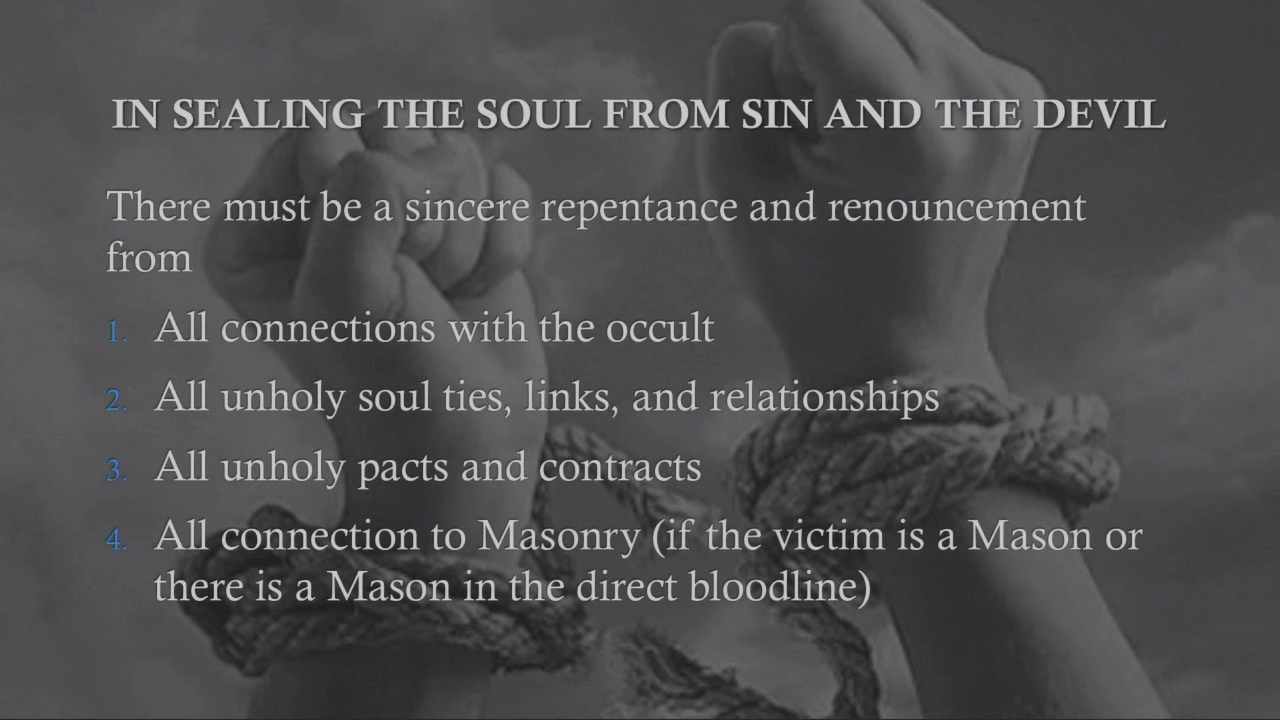 IN SEALING THE SOUL FROM SIN AND THE DEVIL
There must be a sincere repentance and renouncement
from
1. All connections with the occult
2. All unholy soul ties, links, and relationships
3. All unholy pacts and contracts
4. All connection to Masonry (if the victim is a Mason or
there is a Mason in the direct bloodline)